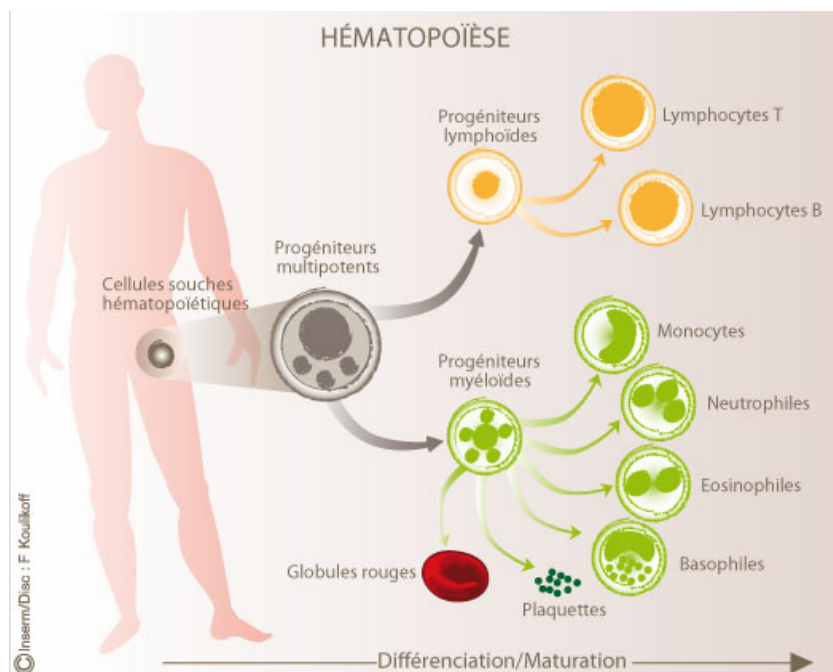 HÉMATOPOÏÈSE
Progéniteurs
lymphoïdes
Lymphocytes T
Lymphocytes B
Progéniteurs
multipotents
Cellules souches
hématopoïétiques
Monocytes
Progéniteurs
myéloïdes
Neutrophiles
Eosinophiles
Basophiles
Globules rouges
Plaquettes
Différenciation/Maturation
© Inserm/Disc : F Koulikoff